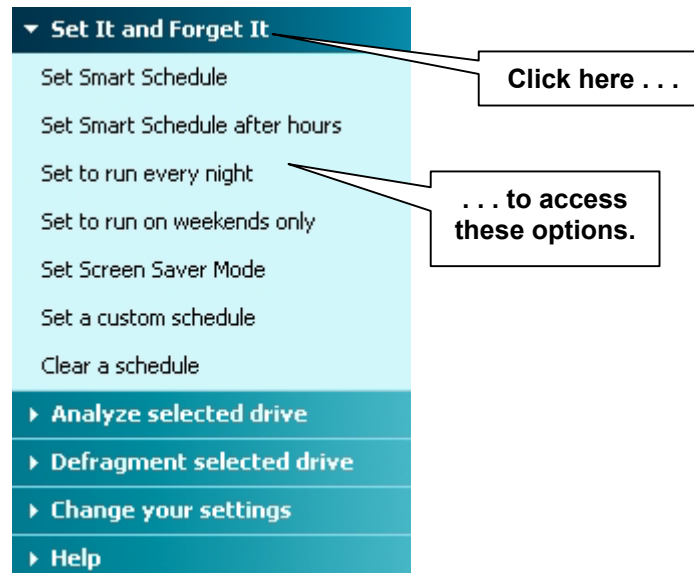 Set It and Forget It
Click here . . .
Set Smart Schedule
Set Smart Schedule after hours
Set to run every night
. . . to access
these options.
Set to run on weekends only
Set Screen Saver Mode
Set a custom schedule
Clear a schedule
Analyze selected drive
Defragment selected drive
Change your settings
Help